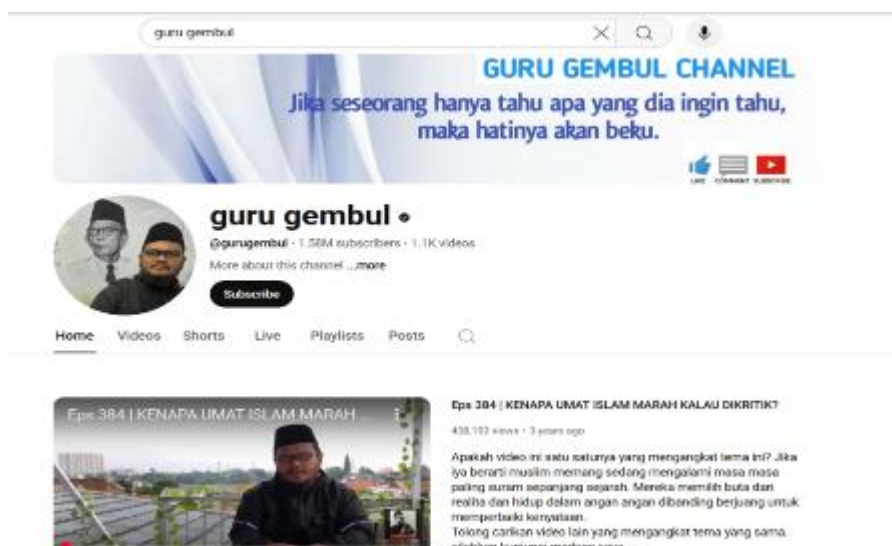 guru gembul
GURU GEMBUL CHANNEL
Jika seseorang hanya tahu apa yang dia ingin tahu,
maka hatinya akan beku.
LIKE COMMENT SUBSCRIBE
guru gembul
@gurugembul · 1.58M subscribers · 1.1K videos
More about this channel ...more
Subscribe
Home Videos Shorts Live Playlists Posts
Eps 384 | KENAPA UMAT ISLAM MARAH ...
Eps 384 | KENAPA UMAT ISLAM MARAH KALAU DIKRITIK?
views · 3 years ago
Apakah video ini satu satunya yang mengangkat tema ini? Jika
iya berarti muslim memang sedang mengalami masa masa
paling suram sepanjang sejarah. Mereka memilih buta dari
realita dan hidup dalam angan angan dibanding berjuang untuk
memperbaiki kenyataan.
Tolong carikan video lain yang mengangkat tema yang sama.